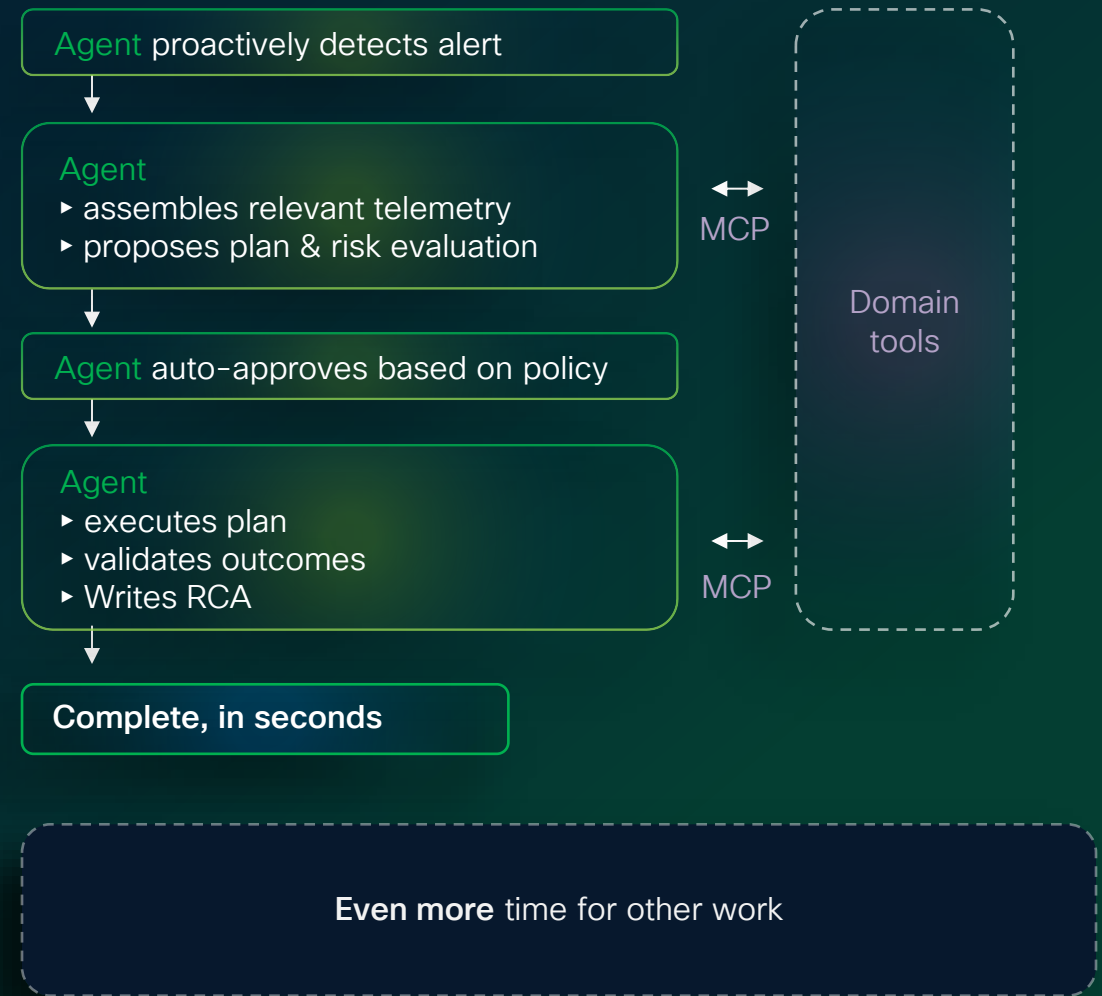 Agent proactively detects alert
Agent
▸ assembles relevant telemetry
▸ proposes plan & risk evaluation
MCP
Domain
tools
Agent auto-approves based on policy
Agent
▸ executes plan
▸ validates outcomes
▸ Writes RCA
MCP
Complete, in seconds
Even more time for other work